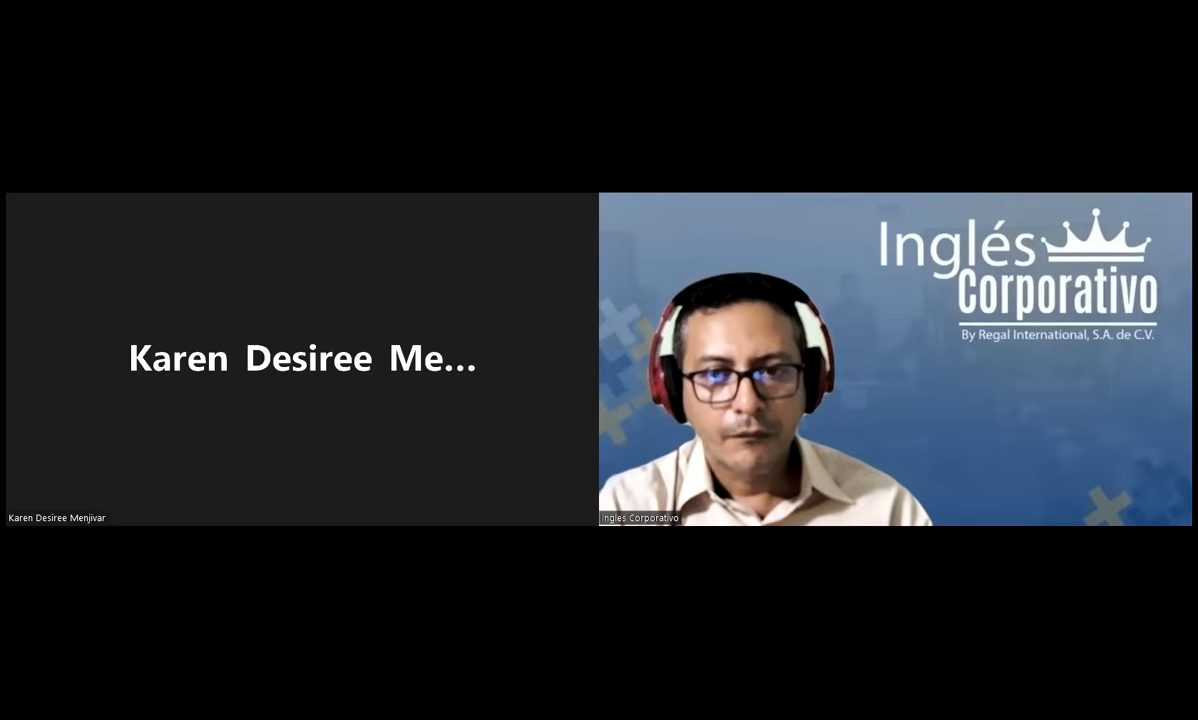 Karen Desiree Me...
Karen Desiree Menjivar
Inglés
Corporativo
By Regal International, S.A. de C.V.
Ingles Corporativo